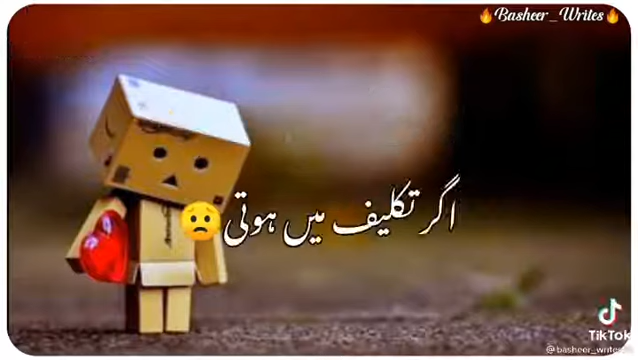 🔥Basheer_Writes🔥
اگر تکلیف میں ہوتی😟
TikTok
@basheer_writes